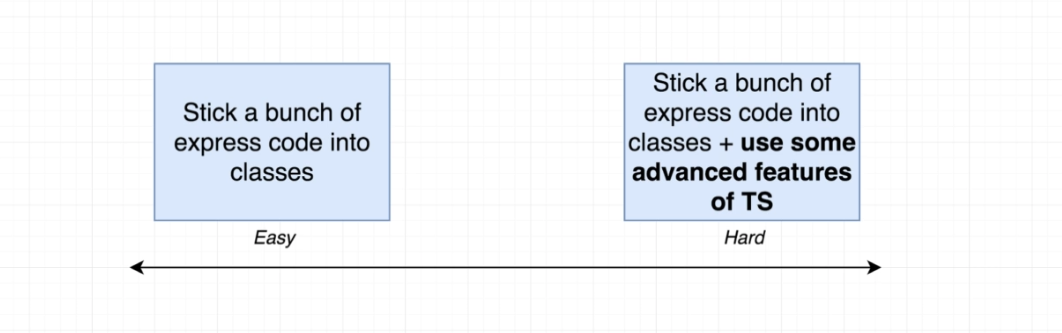 Stick a bunch of
express code into
classes
Easy
Stick a bunch of
express code into
classes + use some
advanced features
of TS
Hard